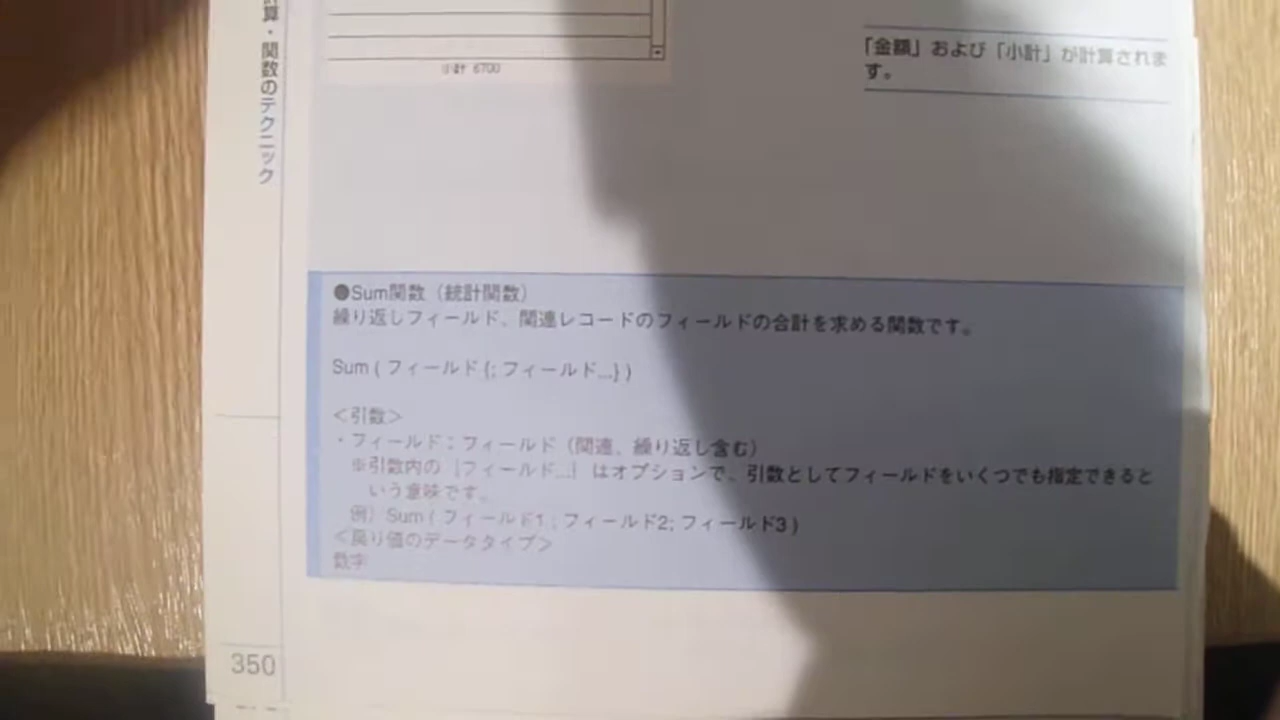 算・関数のテクニック
小計 6700
「金額」および「小計」が計算されま
す。
●Sum関数（統計関数）
繰り返しフィールド、関連レコードのフィールドの合計を求める関数です。
Sum ( フィールド {; フィールド...} )
＜引数＞
・フィールド：フィールド（関連、繰り返し含む）
※引数内の｛フィールド...｝はオプションで、引数としてフィールドをいくつでも指定できると
いう意味です。
例）Sum ( フィールド1 ; フィールド2; フィールド3 )
＜戻り値のデータタイプ＞
数字
350